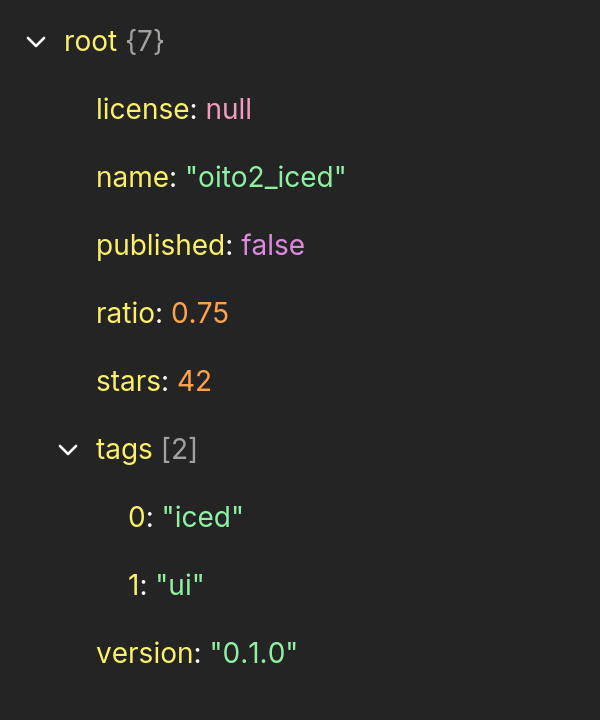 root {7}
license: null
name: "oito2_iced"
published: false
ratio: 0.75
stars: 42
tags [2]
0: "iced"
1: "ui"
version: "0.1.0"